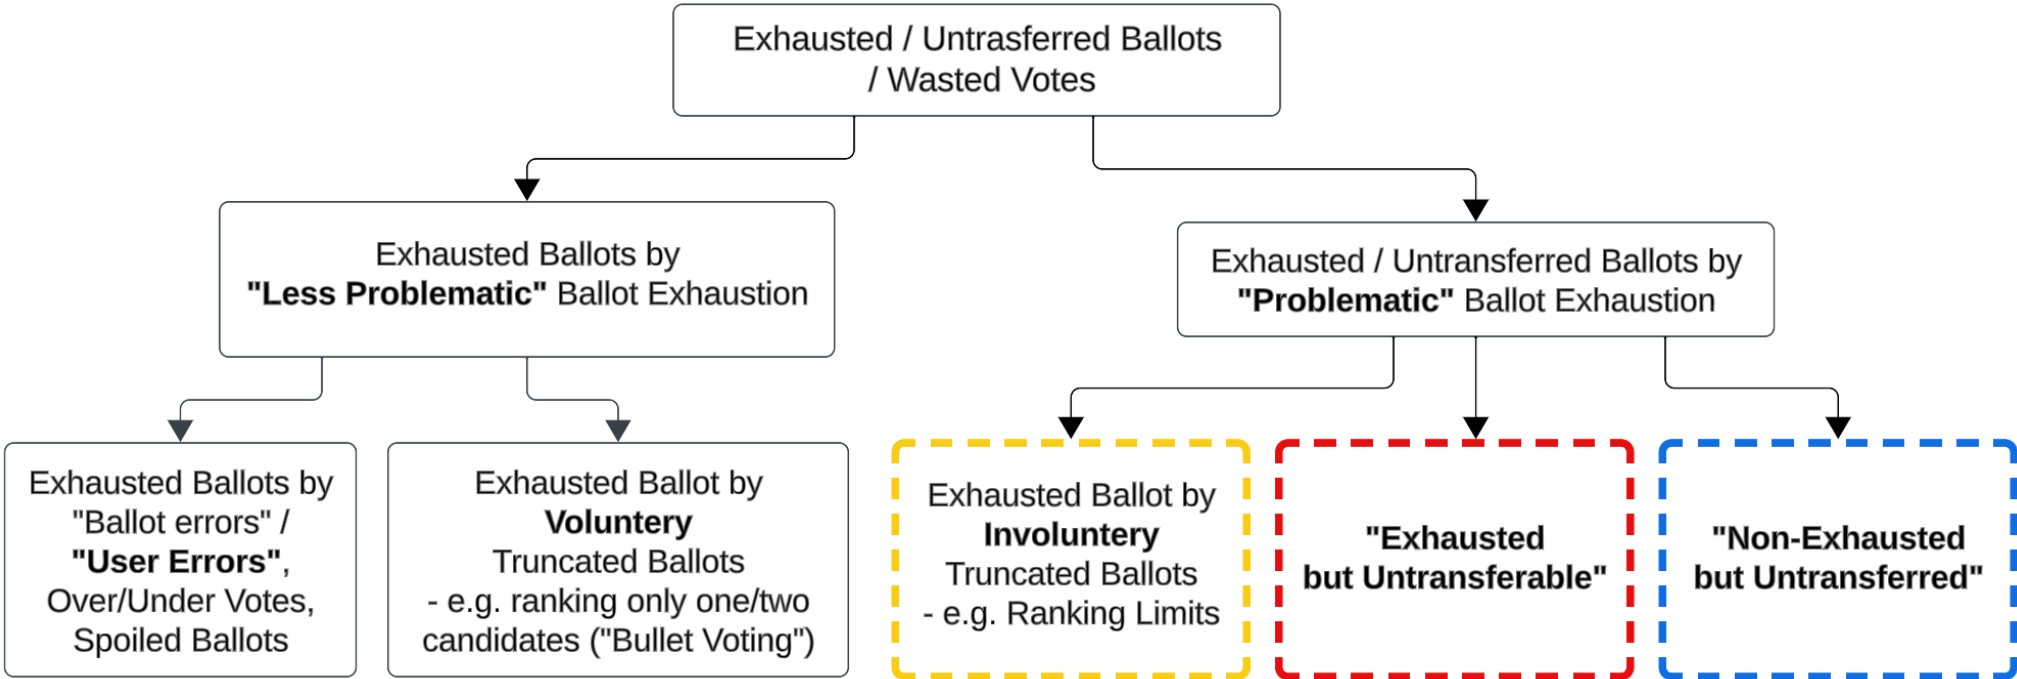 Exhausted / Untrasferred Ballots
/ Wasted Votes
Exhausted Ballots by
"Less Problematic" Ballot Exhaustion
Exhausted / Untransferred Ballots by
"Problematic" Ballot Exhaustion
Exhausted Ballots by
"Ballot errors" /
"User Errors",
Over/Under Votes,
Spoiled Ballots
Exhausted Ballot by
Voluntery
Truncated Ballots
- e.g. ranking only one/two
candidates ("Bullet Voting")
Exhausted Ballot by
Involuntery
Truncated Ballots
- e.g. Ranking Limits
"Exhausted
but Untransferable"
"Non-Exhausted
but Untransferred"